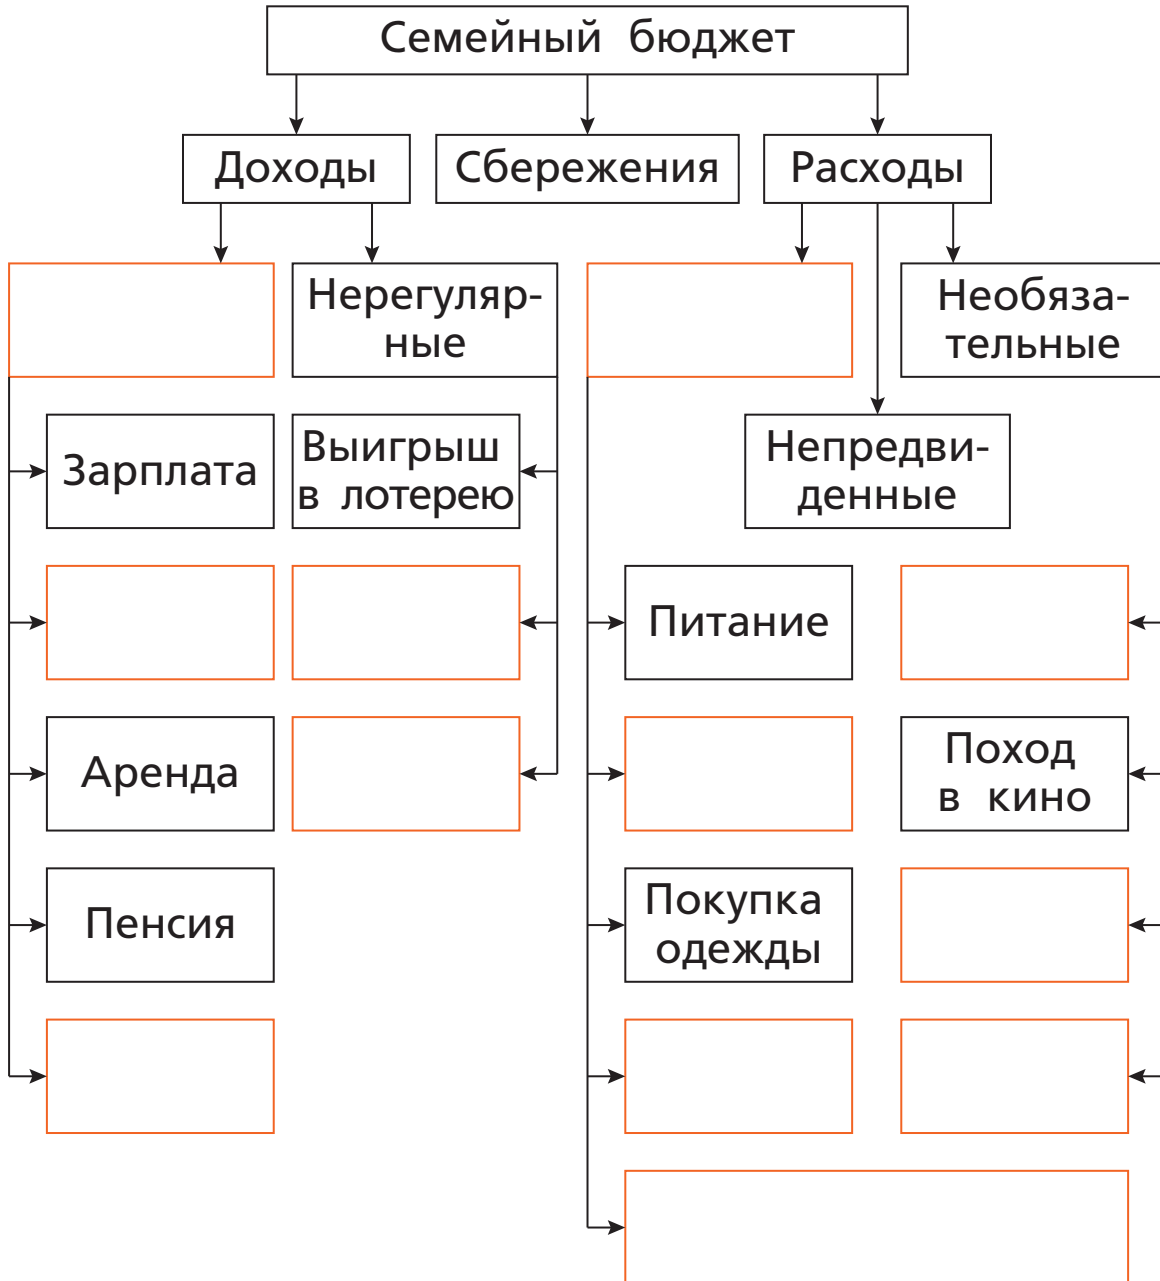 Семейный бюджет
Доходы
Сбережения
Расходы
Нерегуляр-
ные
Необяза-
тельные
Зарплата
Выигрыш
в лотерею
Непредви-
денные
Питание
Аренда
Поход
в кино
Пенсия
Покупка
одежды